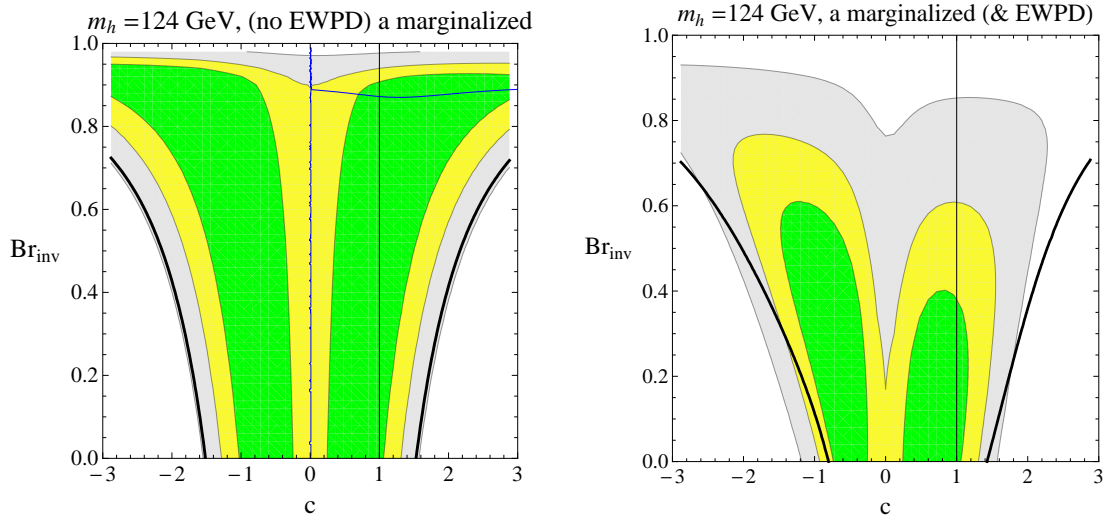 m_h =124 GeV, (no EWPD) a marginalized
1.0
0.8
0.6
Br_inv
0.4
0.2
0.0
−3 −2 −1 0 1 2 3
c
m_h =124 GeV, a marginalized (& EWPD)
1.0
0.8
0.6
Br_inv
0.4
0.2
0.0
−3 −2 −1 0 1 2 3
c